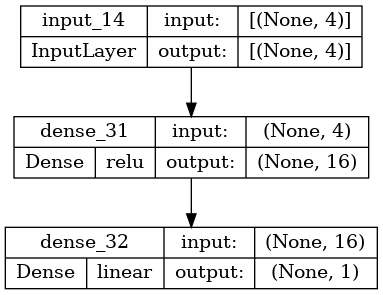 input_14 input: [(None, 4)]
InputLayer output: [(None, 4)]
dense_31 input: (None, 4)
Dense relu output: (None, 16)
dense_32 input: (None, 16)
Dense linear output: (None, 1)